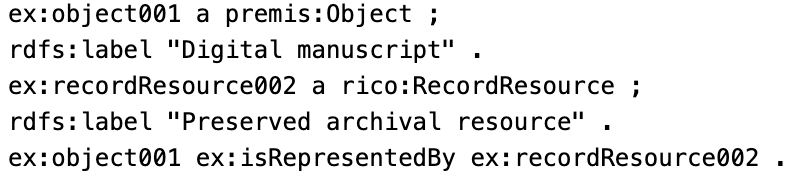 ex:object001 a premis:Object ;
rdfs:label "Digital manuscript" .
ex:recordResource002 a rico:RecordResource ;
rdfs:label "Preserved archival resource" .
ex:object001 ex:isRepresentedBy ex:recordResource002 .